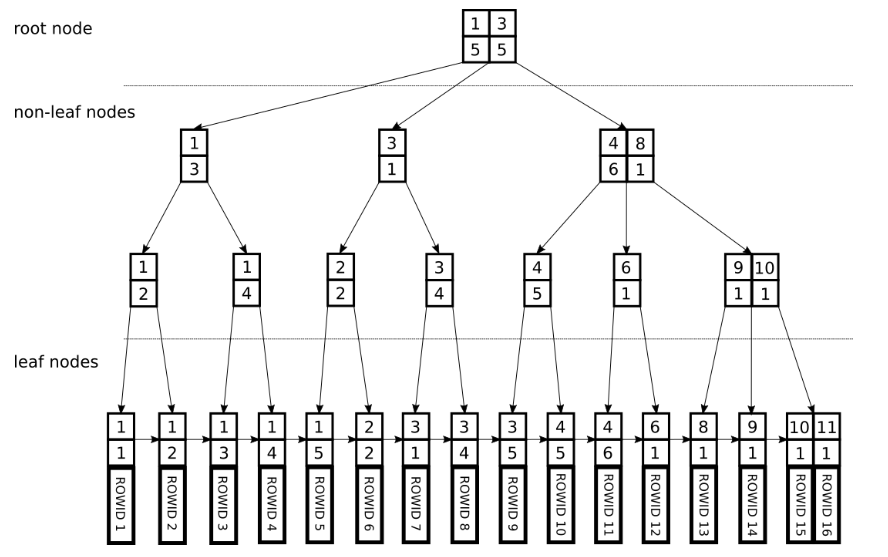 root node
1 3
5 5
non-leaf nodes
1 3 4 8
3 1 6 1
1 1 2 3 4 6 9 10
2 4 2 4 5 1 1 1
leaf nodes
1 1 1 1 1 2 3 3 3 4 4 6 8 9 10 11
1 2 3 4 5 2 1 4 5 5 6 1 1 1 1 1
ROWID 1
ROWID 2
ROWID 3
ROWID 4
ROWID 5
ROWID 6
ROWID 7
ROWID 8
ROWID 9
ROWID 10
ROWID 11
ROWID 12
ROWID 13
ROWID 14
ROWID 15
ROWID 16